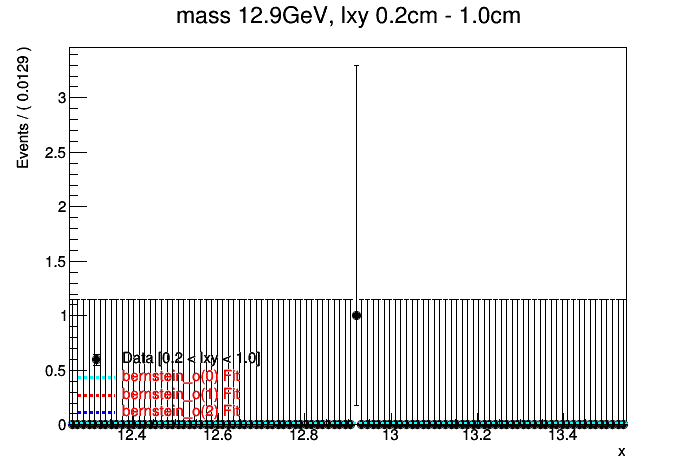 mass 12.9GeV, lxy 0.2cm - 1.0cm
Events / ( 0.0129 )
3
2.5
2
1.5
1
0.5
0
Data [0.2 < lxy < 1.0]
bernstein_o(0) Fit
bernstein_o(1) Fit
bernstein_o(2) Fit
12.4 12.6 12.8 13 13.2 13.4
x